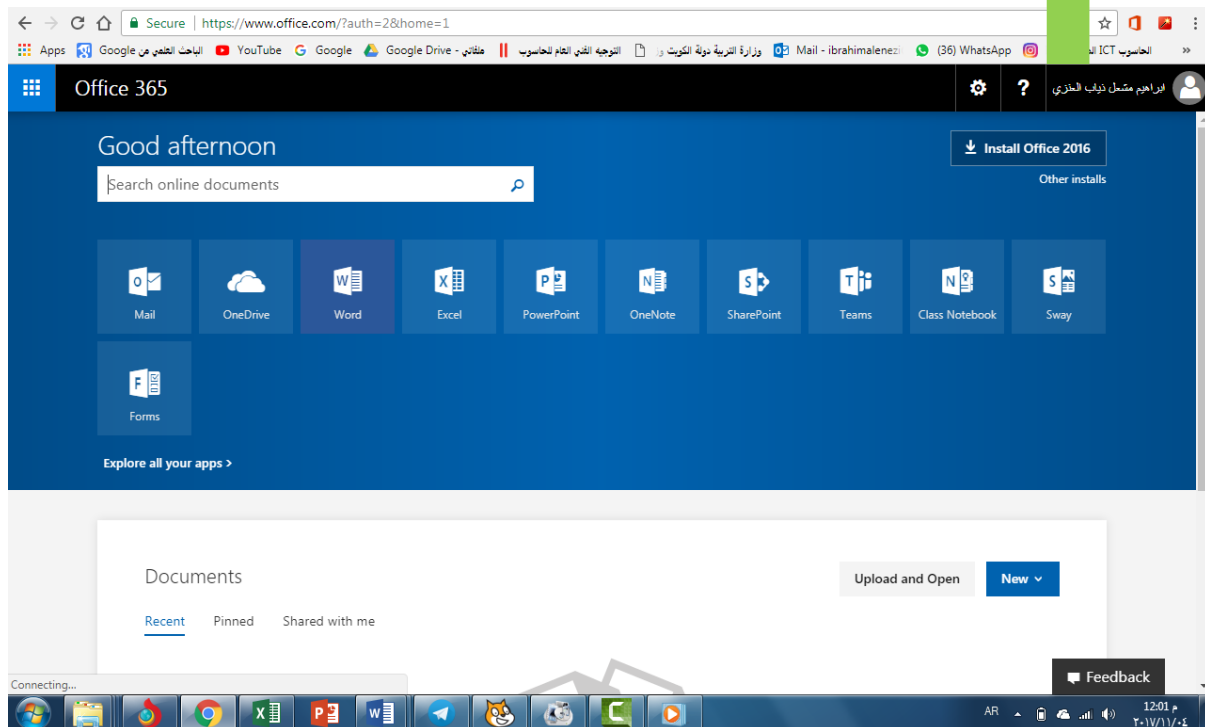 Secure | https://www.office.com/?auth=2&home=1
Apps الباحث العلمي من Google YouTube Google Google Drive - ملفاتي التوجيه الفني العام للحاسوب وزارة التربية دولة الكويت Mail - ibrahimalenezi (36) WhatsApp الحاسوب ICT »
Office 365 ? ابراهيم مشعل ذياب العنزي
Good afternoon
Install Office 2016
Search online documents
Other installs
Mail OneDrive Word Excel PowerPoint OneNote SharePoint Teams Class Notebook Sway
Forms
Explore all your apps >
Documents
Upload and Open New
Recent Pinned Shared with me
Feedback
Connecting...
AR 12:01 م
٢٠١٧/١١/٠٤